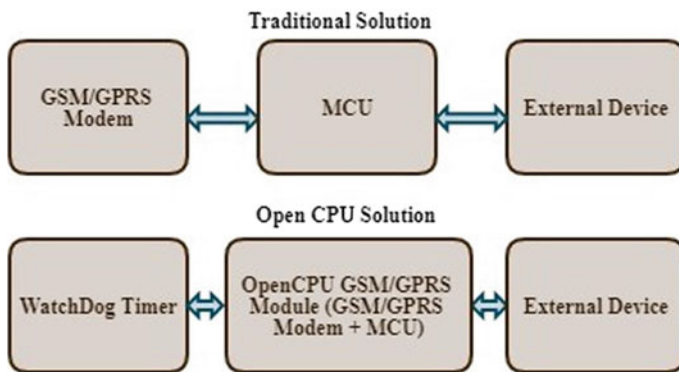 Traditional Solution
GSM/GPRS
Modem
MCU
External Device
Open CPU Solution
WatchDog Timer
OpenCPU GSM/GPRS
Module (GSM/GPRS
Modem + MCU)
External Device